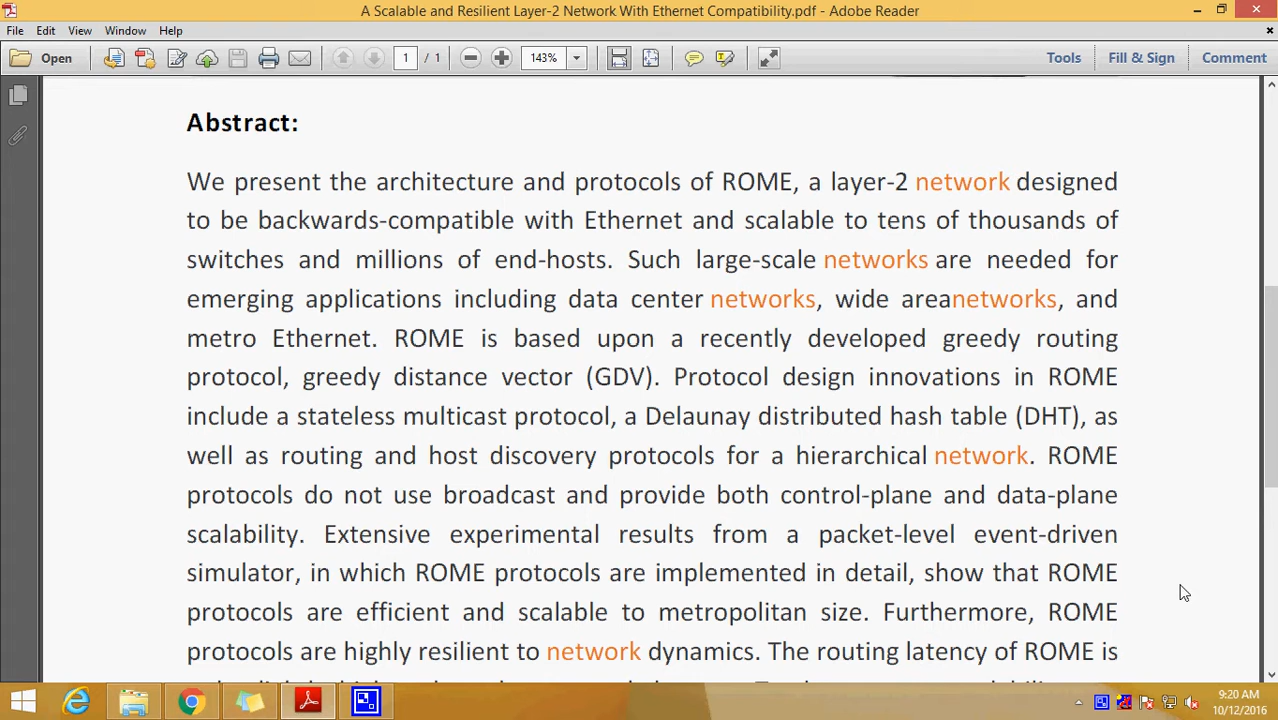 A Scalable and Resilient Layer-2 Network With Ethernet Compatibility.pdf - Adobe Reader
File Edit View Window Help
Open 1 / 1 143% Tools Fill & Sign Comment
Abstract:
We present the architecture and protocols of ROME, a layer-2 network designed
to be backwards-compatible with Ethernet and scalable to tens of thousands of
switches and millions of end-hosts. Such large-scale networks are needed for
emerging applications including data center networks, wide areanetworks, and
metro Ethernet. ROME is based upon a recently developed greedy routing
protocol, greedy distance vector (GDV). Protocol design innovations in ROME
include a stateless multicast protocol, a Delaunay distributed hash table (DHT), as
well as routing and host discovery protocols for a hierarchical network. ROME
protocols do not use broadcast and provide both control-plane and data-plane
scalability. Extensive experimental results from a packet-level event-driven
simulator, in which ROME protocols are implemented in detail, show that ROME
protocols are efficient and scalable to metropolitan size. Furthermore, ROME
protocols are highly resilient to network dynamics. The routing latency of ROME is
9:20 AM
10/12/2016